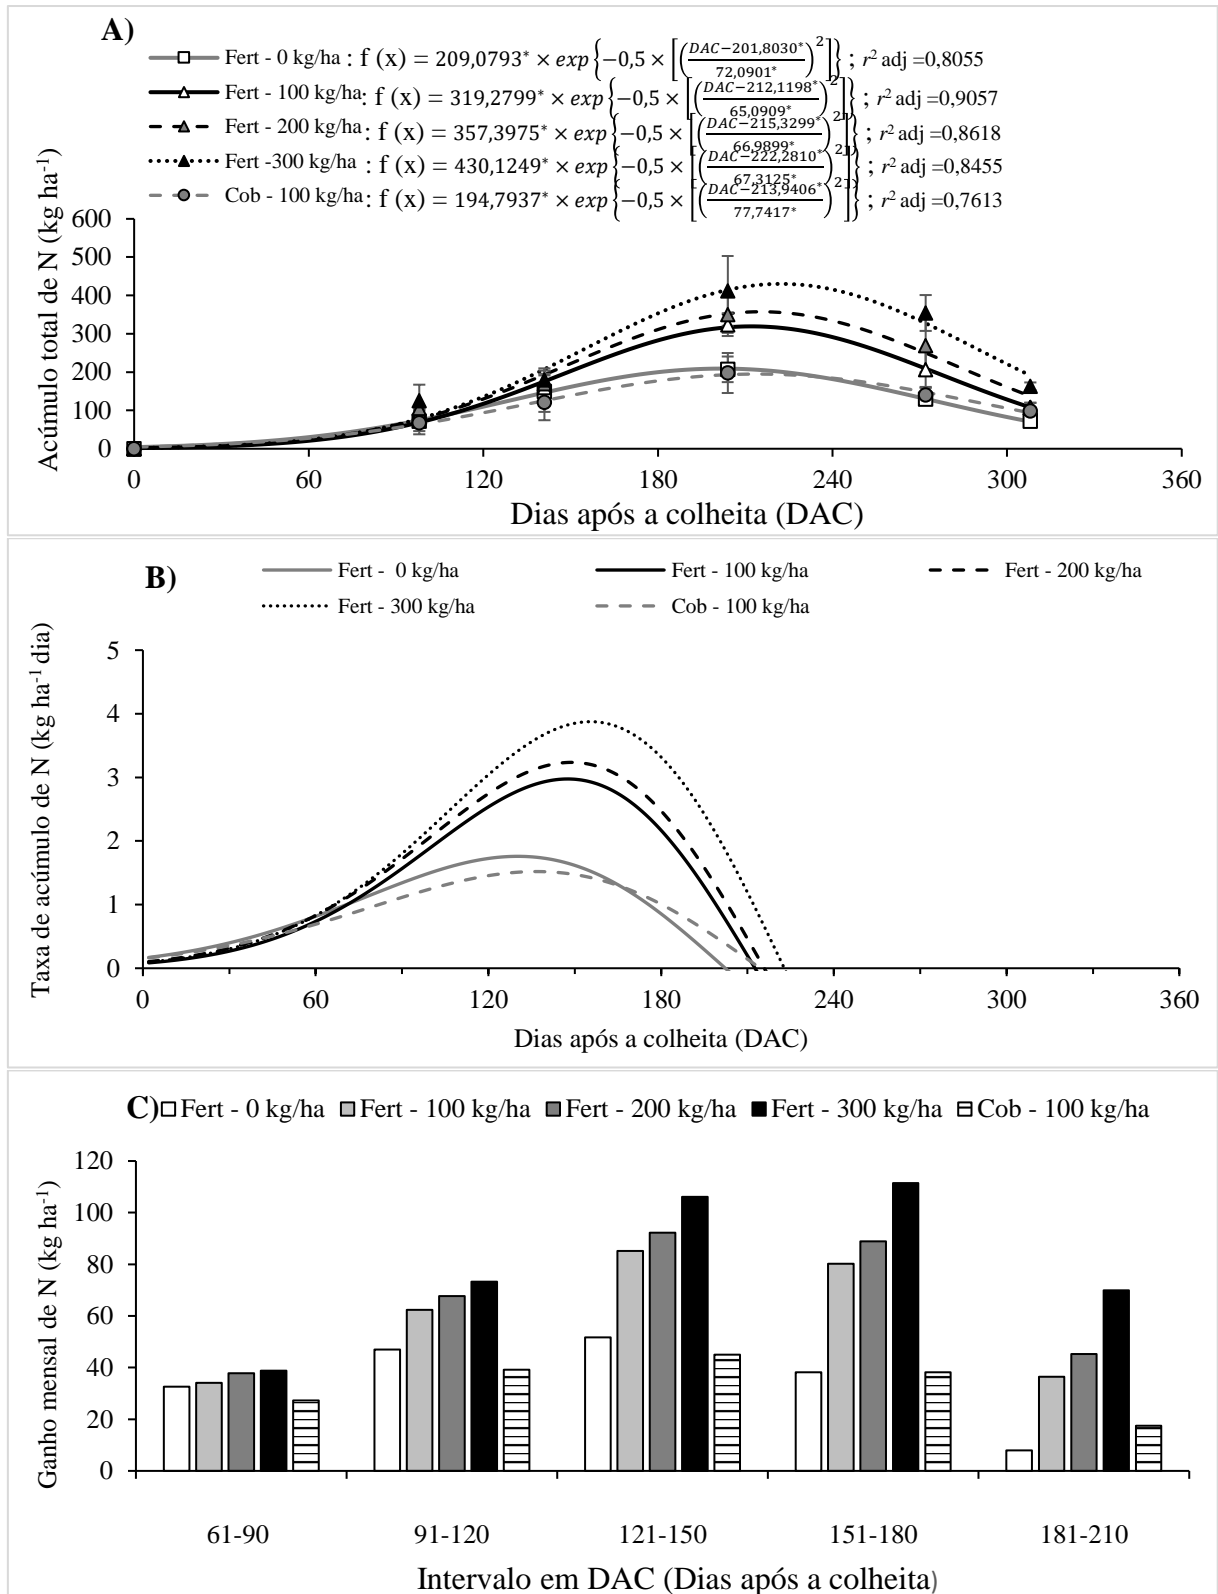 A)
Fert - 0 kg/ha : f (x) = 209,0793* × exp{−0,5 × [((DAC−201,8030*)/72,0901*)²]} ; r² adj =0,8055
Fert - 100 kg/ha : f (x) = 319,2799* × exp{−0,5 × [((DAC−212,1198*)/65,0909*)²]} ; r² adj =0,9057
Fert - 200 kg/ha : f (x) = 357,3975* × exp{−0,5 × [((DAC−215,3299*)/66,9899*)²]} ; r² adj =0,8618
Fert -300 kg/ha : f (x) = 430,1249* × exp{−0,5 × [((DAC−222,2810*)/67,3125*)²]} ; r² adj =0,8455
Cob - 100 kg/ha : f (x) = 194,7937* × exp{−0,5 × [((DAC−213,9406*)/77,7417*)²]} ; r² adj =0,7613
Acúmulo total de N (kg ha⁻¹)
600
500
400
300
200
100
0
0 60 120 180 240 300 360
Dias após a colheita (DAC)
B)
Fert - 0 kg/ha Fert - 100 kg/ha Fert - 200 kg/ha
Fert - 300 kg/ha Cob - 100 kg/ha
Taxa de acúmulo de N (kg ha⁻¹ dia)
5
4
3
2
1
0
0 60 120 180 240 300 360
Dias após a colheita (DAC)
C) Fert - 0 kg/ha Fert - 100 kg/ha Fert - 200 kg/ha Fert - 300 kg/ha Cob - 100 kg/ha
Ganho mensal de N (kg ha⁻¹)
120
100
80
60
40
20
0
61-90 91-120 121-150 151-180 181-210
Intervalo em DAC (Dias após a colheita)